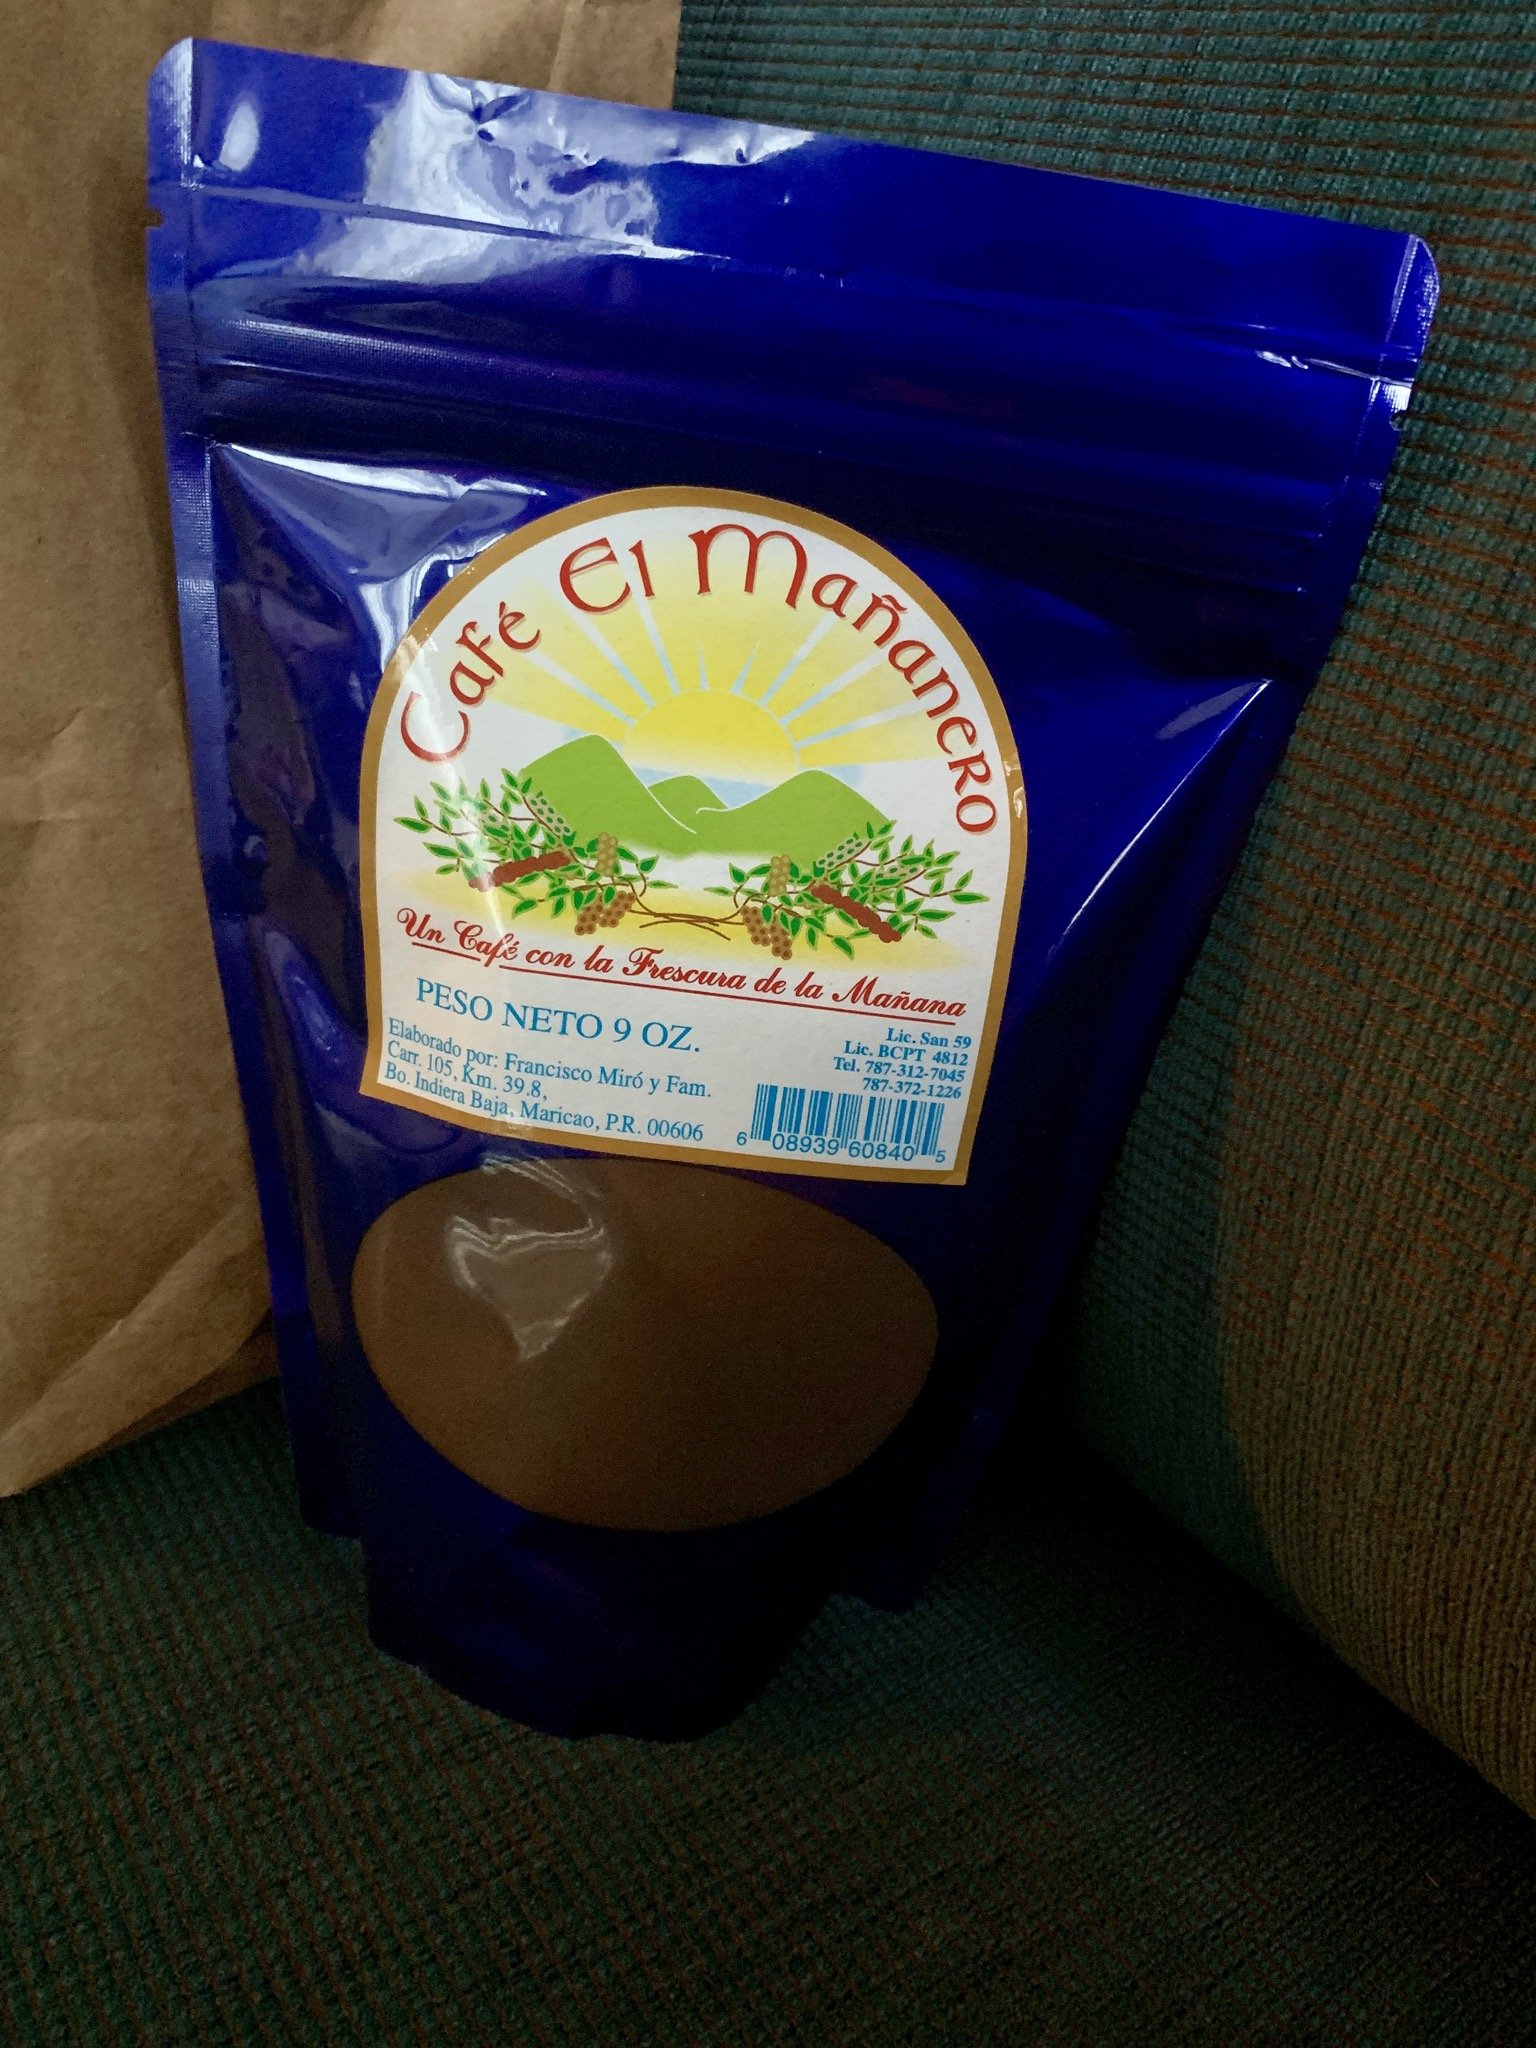 Café El Mañanero
Un Café con la Frescura de la Mañana
PESO NETO 9 OZ.
Elaborado por: Francisco Miró y Fam.
Carr. 105, Km. 39.8,
Bo. Indiera Baja, Maricao, P.R. 00606
Lic. San 59
Lic. BCPT 4812
Tel. 787-312-7045
787-372-1226
6 08939 60840 5